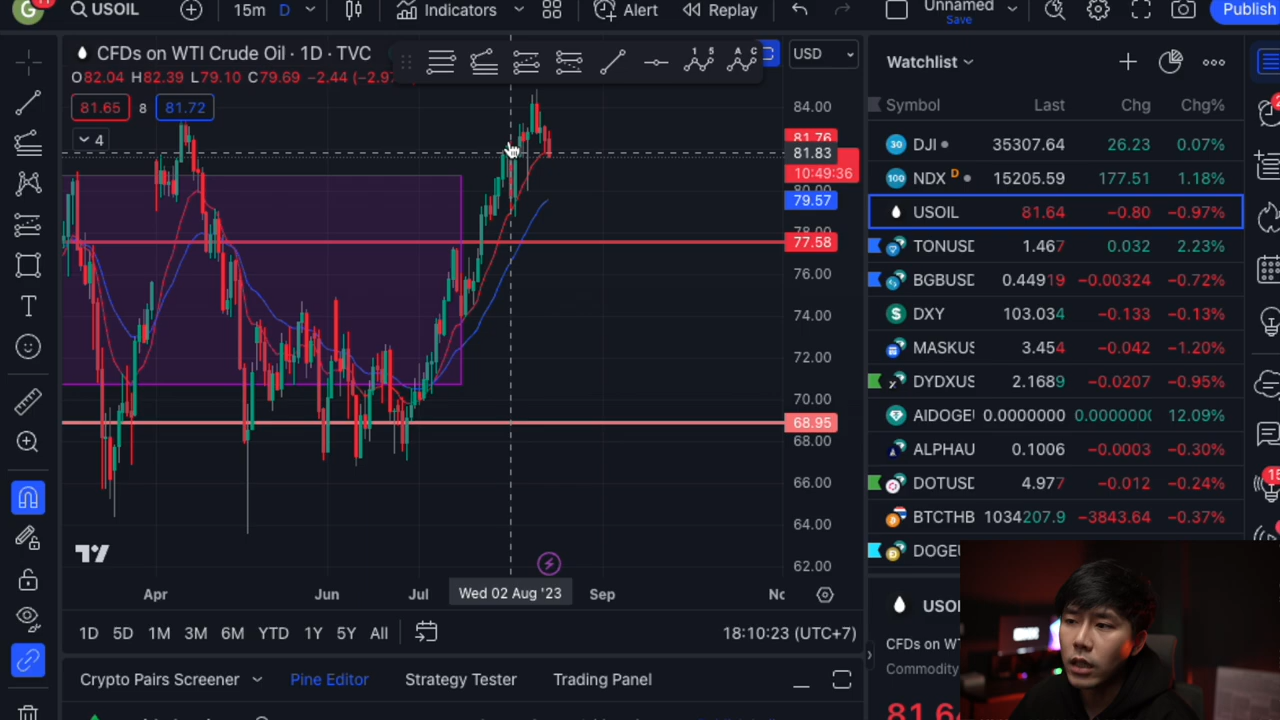 G 11 USOIL 15m D Indicators Alert Replay Unnamed Save Publish
CFDs on WTI Crude Oil · 1D · TVC
O82.04 H82.39 L79.10 C79.69 −2.44
81.65 8 81.72
4
USD
84.00
81.76
81.83
10:49:36
80.00
79.57
78.00
77.58
76.00
74.00
72.00
70.00
68.95
68.00
66.00
64.00
62.00
Apr Jun Jul Wed 02 Aug '23 Sep
1D 5D 1M 3M 6M YTD 1Y 5Y All 18:10:23 (UTC+7)
Crypto Pairs Screener Pine Editor Strategy Tester Trading Panel
Watchlist
Symbol Last Chg Chg%
30 DJI 35307.64 26.23 0.07%
100 NDX D 15205.59 177.51 1.18%
USOIL 81.64 −0.80 −0.97%
TONUSD 1.467 0.032 2.23%
BGBUSD 0.44919 −0.00324 −0.72%
$ DXY 103.034 −0.133 −0.13%
MASKUS 3.454 −0.042 −1.20%
DYDXUS 2.1689 −0.0207 −0.95%
AIDOGEU 0.0000000 0.0000000 12.09%
ALPHAU 0.1006 −0.0003 −0.30%
DOTUSD 4.977 −0.012 −0.24%
BTCTHB 1034207.9 −3843.64 −0.37%
DOGEU
USOI
CFDs on W
Commodity
81.6